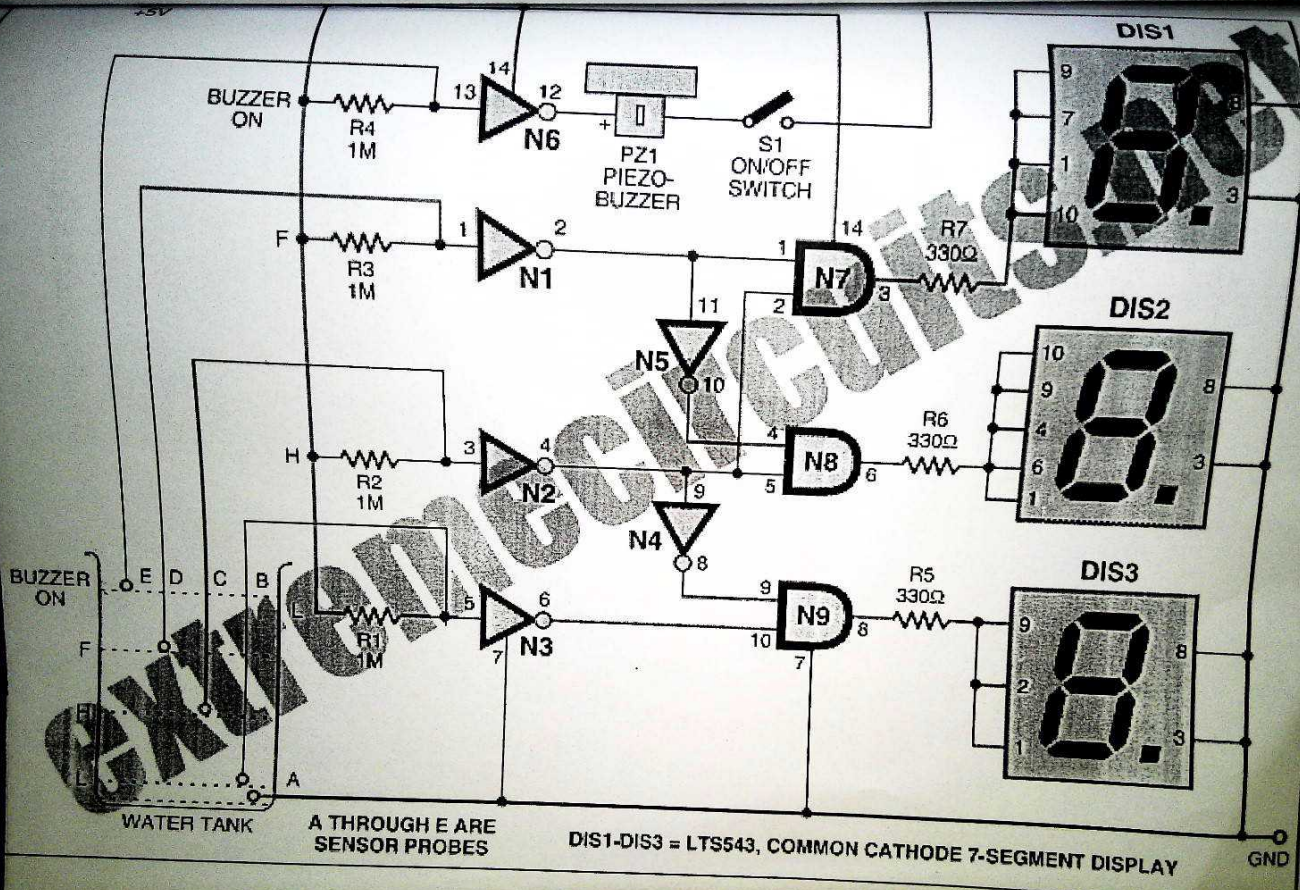 +5V
DIS1
14
13
12
BUZZER
ON
R4
1M
N6
+
PZ1
PIEZO-
BUZZER
S1
ON/OFF
SWITCH
9
7
1
10
8
3
F
R3
1M
1
2
N1
14
1
N7
2
3
R7
330Ω
11
N5
10
DIS2
10
9
4
6
1
8
3
H
R2
1M
3
4
N2
4
N8
5
6
R6
330Ω
9
N4
8
DIS3
BUZZER
ON
E
D
C
B
L
R1
1M
5
6
N3
7
9
N9
10
8
7
R5
330Ω
9
2
1
8
3
F
H
L
A
WATER TANK
A THROUGH E ARE
SENSOR PROBES
DIS1-DIS3 = LTS543, COMMON CATHODE 7-SEGMENT DISPLAY
GND
extremecircuits.net